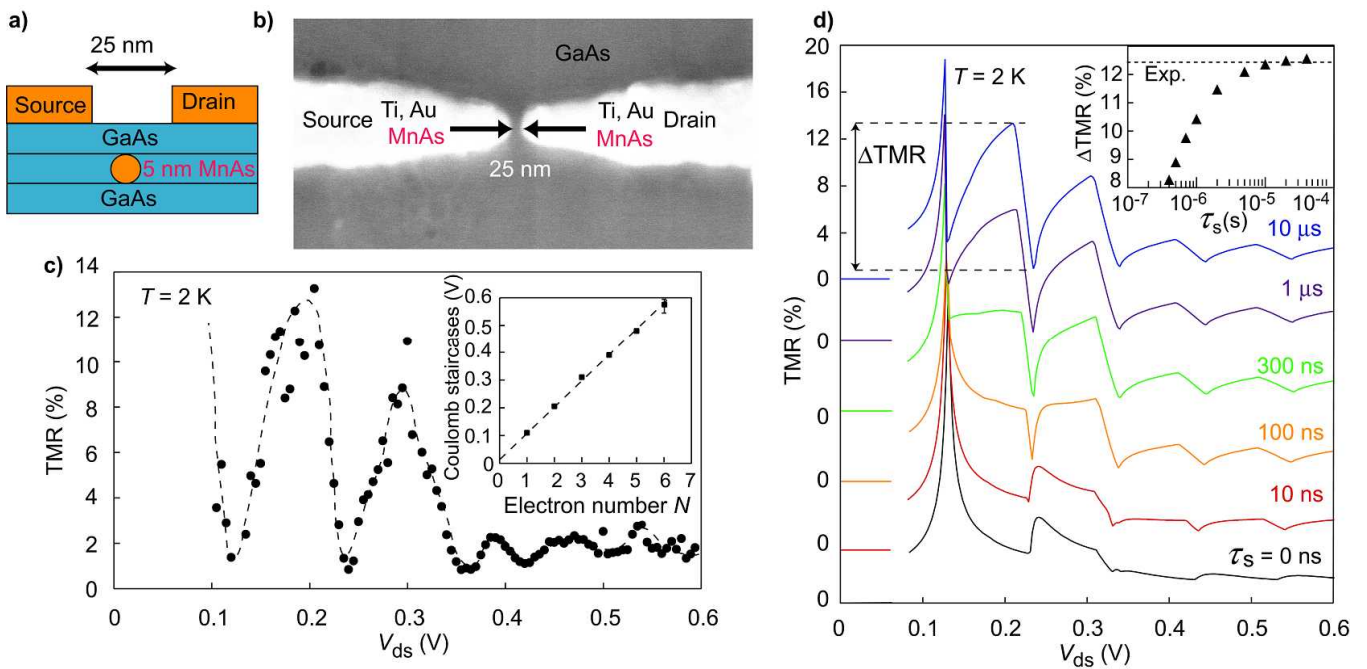 a)
25 nm
Source
Drain
GaAs
5 nm MnAs
GaAs
b)
GaAs
Source
Ti, Au
MnAs
Ti, Au
MnAs
Drain
25 nm
c)
T = 2 K
TMR (%)
14
12
10
8
6
4
2
0
0
0.1
0.2
0.3
0.4
0.5
0.6
Vds (V)
Coulomb staircases (V)
0.6
0.5
0.4
0.3
0.2
0.1
0
0 1 2 3 4 5 6 7
Electron number N
d)
T = 2 K
TMR (%)
20
16
12
8
4
0
0
0
0
0
0
ΔTMR
10 μs
1 μs
300 ns
100 ns
10 ns
τs = 0 ns
0
0.1
0.2
0.3
0.4
0.5
0.6
Vds (V)
Exp.
ΔTMR (%)
12
11
10
9
8
10-7
10-6
10-5
10-4
τs(s)